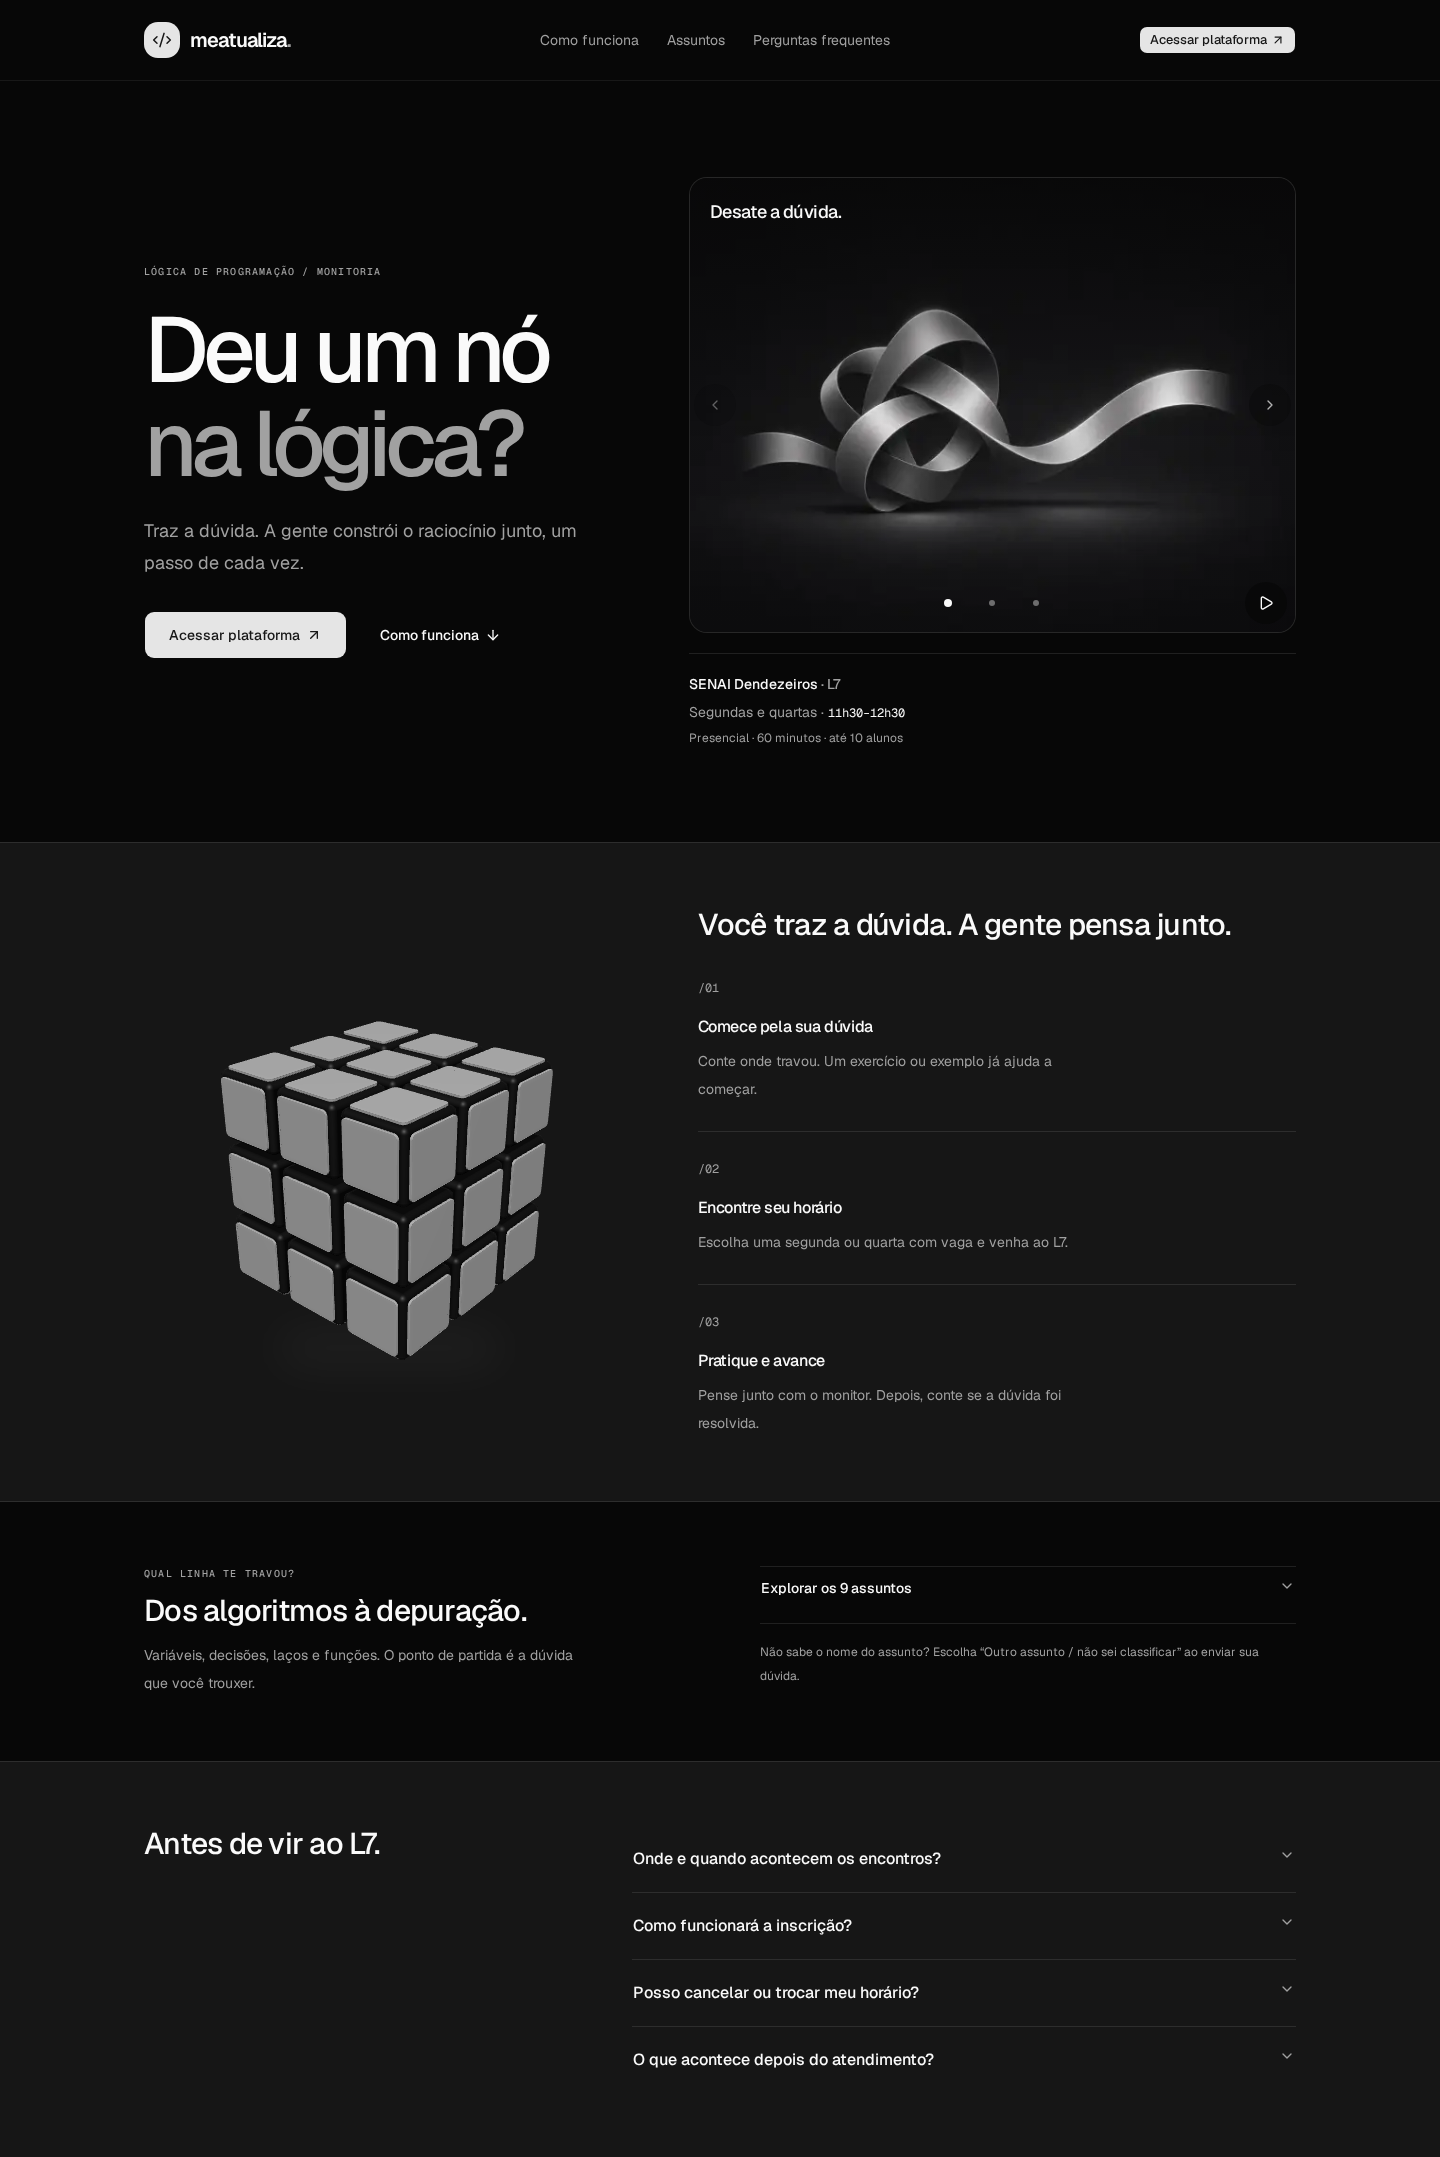 meatualiza.
Como funciona
Assuntos
Perguntas frequentes
Acessar plataforma
LÓGICA DE PROGRAMAÇÃO / MONITORIA
Deu um nó
na lógica?
Traz a dúvida. A gente constrói o raciocínio junto, um
passo de cada vez.
Acessar plataforma
Como funciona
Desate a dúvida.
SENAI Dendezeiros · L7
Segundas e quartas · 11h30–12h30
Presencial · 60 minutos · até 10 alunos
Você traz a dúvida. A gente pensa junto.
/01
Comece pela sua dúvida
Conte onde travou. Um exercício ou exemplo já ajuda a
começar.
/02
Encontre seu horário
Escolha uma segunda ou quarta com vaga e venha ao L7.
/03
Pratique e avance
Pense junto com o monitor. Depois, conte se a dúvida foi
resolvida.
QUAL LINHA TE TRAVOU?
Dos algoritmos à depuração.
Variáveis, decisões, laços e funções. O ponto de partida é a dúvida
que você trouxer.
Explorar os 9 assuntos
Não sabe o nome do assunto? Escolha “Outro assunto / não sei classificar” ao enviar sua
dúvida.
Antes de vir ao L7.
Onde e quando acontecem os encontros?
Como funcionará a inscrição?
Posso cancelar ou trocar meu horário?
O que acontece depois do atendimento?